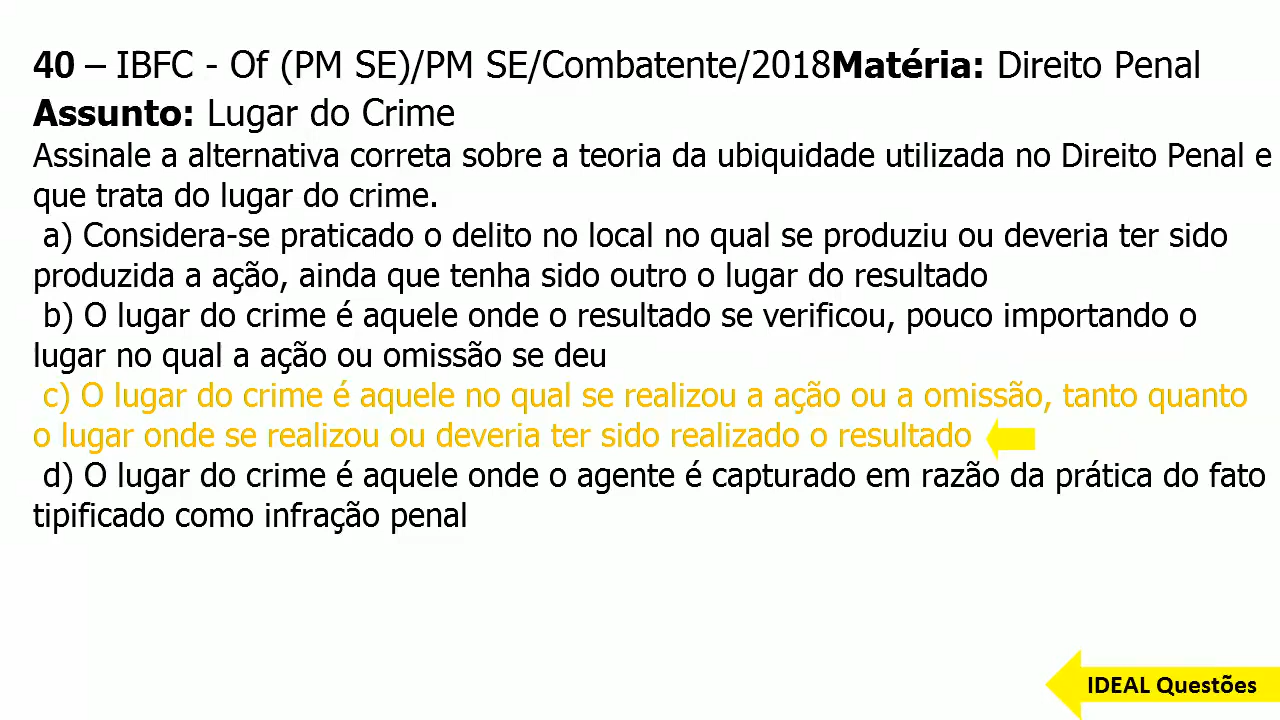 40 – IBFC - Of (PM SE)/PM SE/Combatente/2018Matéria: Direito Penal
Assunto: Lugar do Crime
Assinale a alternativa correta sobre a teoria da ubiquidade utilizada no Direito Penal e
que trata do lugar do crime.
a) Considera-se praticado o delito no local no qual se produziu ou deveria ter sido
produzida a ação, ainda que tenha sido outro o lugar do resultado
b) O lugar do crime é aquele onde o resultado se verificou, pouco importando o
lugar no qual a ação ou omissão se deu
c) O lugar do crime é aquele no qual se realizou a ação ou a omissão, tanto quanto
o lugar onde se realizou ou deveria ter sido realizado o resultado
d) O lugar do crime é aquele onde o agente é capturado em razão da prática do fato
tipificado como infração penal
IDEAL Questões